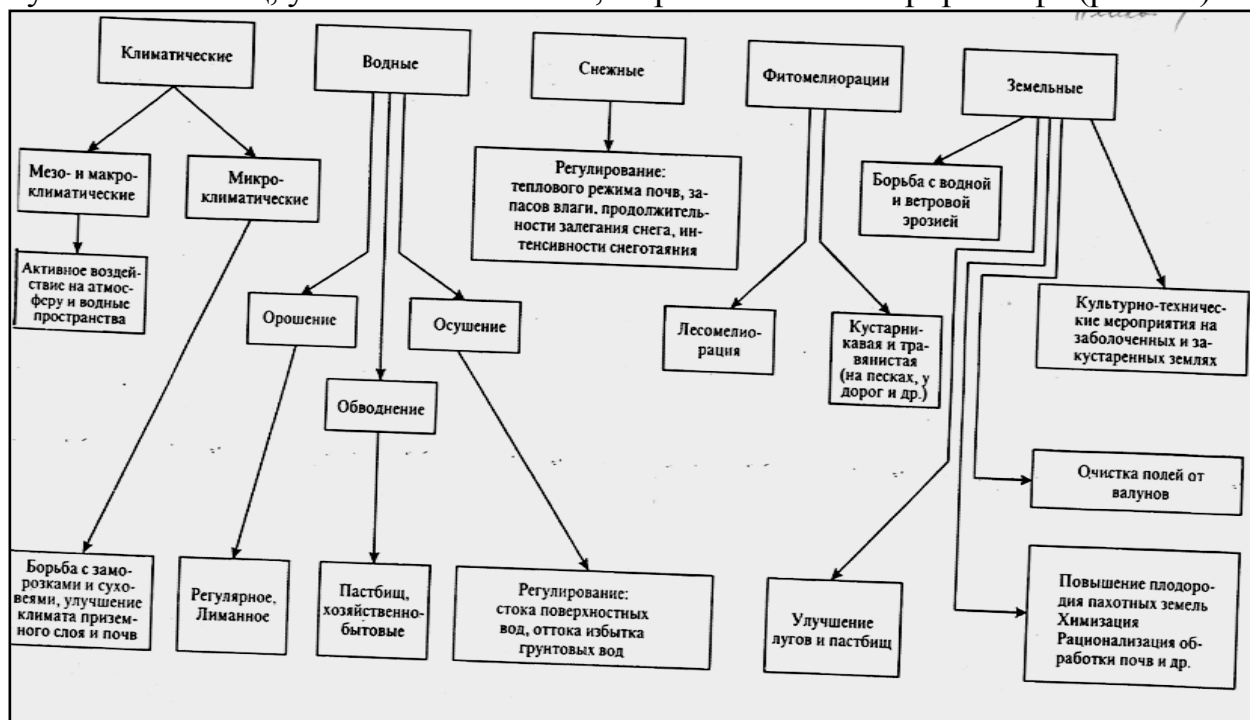 Климатические
Водные
Снежные
Фитомелиорации
Земельные
Мезо- и макро-
климатические
Микро-
климатические
Регулирование:
теплового режима почв, за-
пасов влаги, продолжитель-
ности залегания снега, ин-
тенсивности снеготаяния
Борьба с водной
и ветровой
эрозией
Активное воздей-
ствие на атмос-
феру и водные
пространства
Орошение
Осушение
Лесомелио-
рация
Кустарни-
кавая и тра-
вянистая
(на песках, у
дорог и др.)
Культурно-техничес-
кие мероприятия на
заболоченных и за-
кустаренных землях
Обводнение
Очистка полей от
валунов
Борьба с замо-
розками и сухо-
веями, улучшение
климата призем-
ного слоя и почв
Регулярное,
Лиманное
Пастбищ,
хозяйственно-
бытовые
Регулирование:
стока поверхностных
вод, оттока избытка
грунтовых вод
Улучшение
лугов и пастбищ
Повышение плодоро-
дия пахотных земель
Химизация
Рационализация об-
работки почв и др.